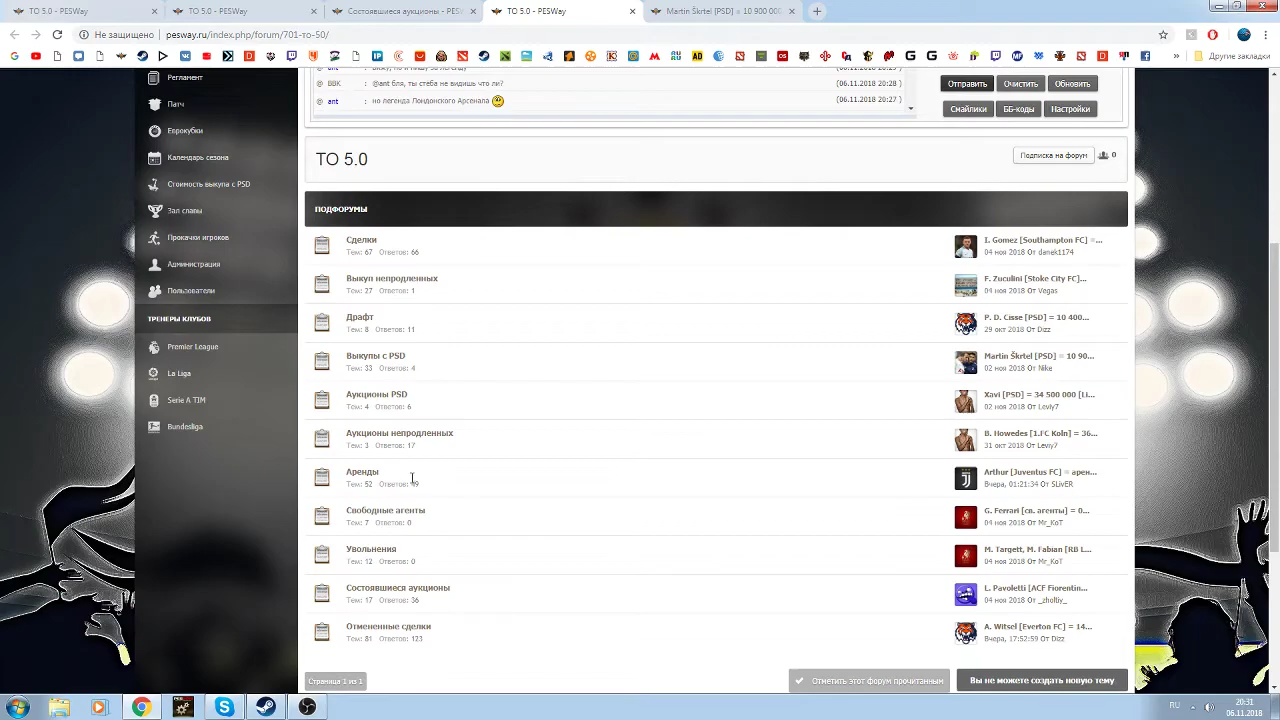 ТО 5.0 - PESWay
ТО 5.0 - PESWay
Состоявшиеся аукционы - PES
ТО 5.0 - PESWay
Martin Škrtel [PSD] = 10 900 000
Не защищено
pesway.ru/index.php/forum/701-то-50/
Другие закладки
@ ВВК : @ant бля, ты стеба не видишь что ли?
(06.11.2018 20:28 )
@ ant : но легенда Лондонского Арсенала
(06.11.2018 20:27 )
Отправить Очистить Обновить
Смайлики ББ-коды Настройки
Регламент
Патч
Еврокубки
Календарь сезона
Стоимость выкупа с PSD
Зал славы
Прокачки игроков
Администрация
Пользователи
ТРЕНЕРЫ КЛУБОВ
Premier League
La Liga
Serie A TIM
Bundesliga
ТО 5.0
Подписка на форум
0
ПОДФОРУМЫ
Сделки
Тем: 67 Ответов: 66
I. Gomez [Southampton FC] =...
04 ноя 2018 От danek1174
Выкуп непродленных
Тем: 27 Ответов: 1
F. Zuculini [Stoke City FC]...
04 ноя 2018 От Vegas
Драфт
Тем: 8 Ответов: 11
P. D. Cisse [PSD] = 10 400...
29 окт 2018 От Dizz
Выкупы с PSD
Тем: 33 Ответов: 4
Martin Škrtel [PSD] = 10 90...
02 ноя 2018 От Nike
Аукционы PSD
Тем: 4 Ответов: 6
Xavi [PSD] = 34 500 000 [Li...
02 ноя 2018 От Leviy7
Аукционы непродленных
Тем: 3 Ответов: 17
B. Howedes [1.FC Koln] = 36...
31 окт 2018 От Leviy7
Аренды
Тем: 52 Ответов: 49
Arthur [Juventus FC] = арен...
Вчера, 01:21:34 От SLivER
Свободные агенты
Тем: 7 Ответов: 0
G. Ferrari [св. агенты] = 0...
04 ноя 2018 От Mr_KoT
Увольнения
Тем: 12 Ответов: 0
M. Targett, M. Fabian [RB L...
04 ноя 2018 От Mr_KoT
Состоявшиеся аукционы
Тем: 17 Ответов: 36
L. Pavoletti [ACF Fiorentin...
04 ноя 2018 От _zholtiy_
Отмененные сделки
Тем: 81 Ответов: 123
A. Witsel [Everton FC] = 14...
Вчера, 17:52:59 От Dizz
Страница 1 из 1
Отметить этот форум прочитанным
Вы не можете создать новую тему
RU
20:31
06.11.2018